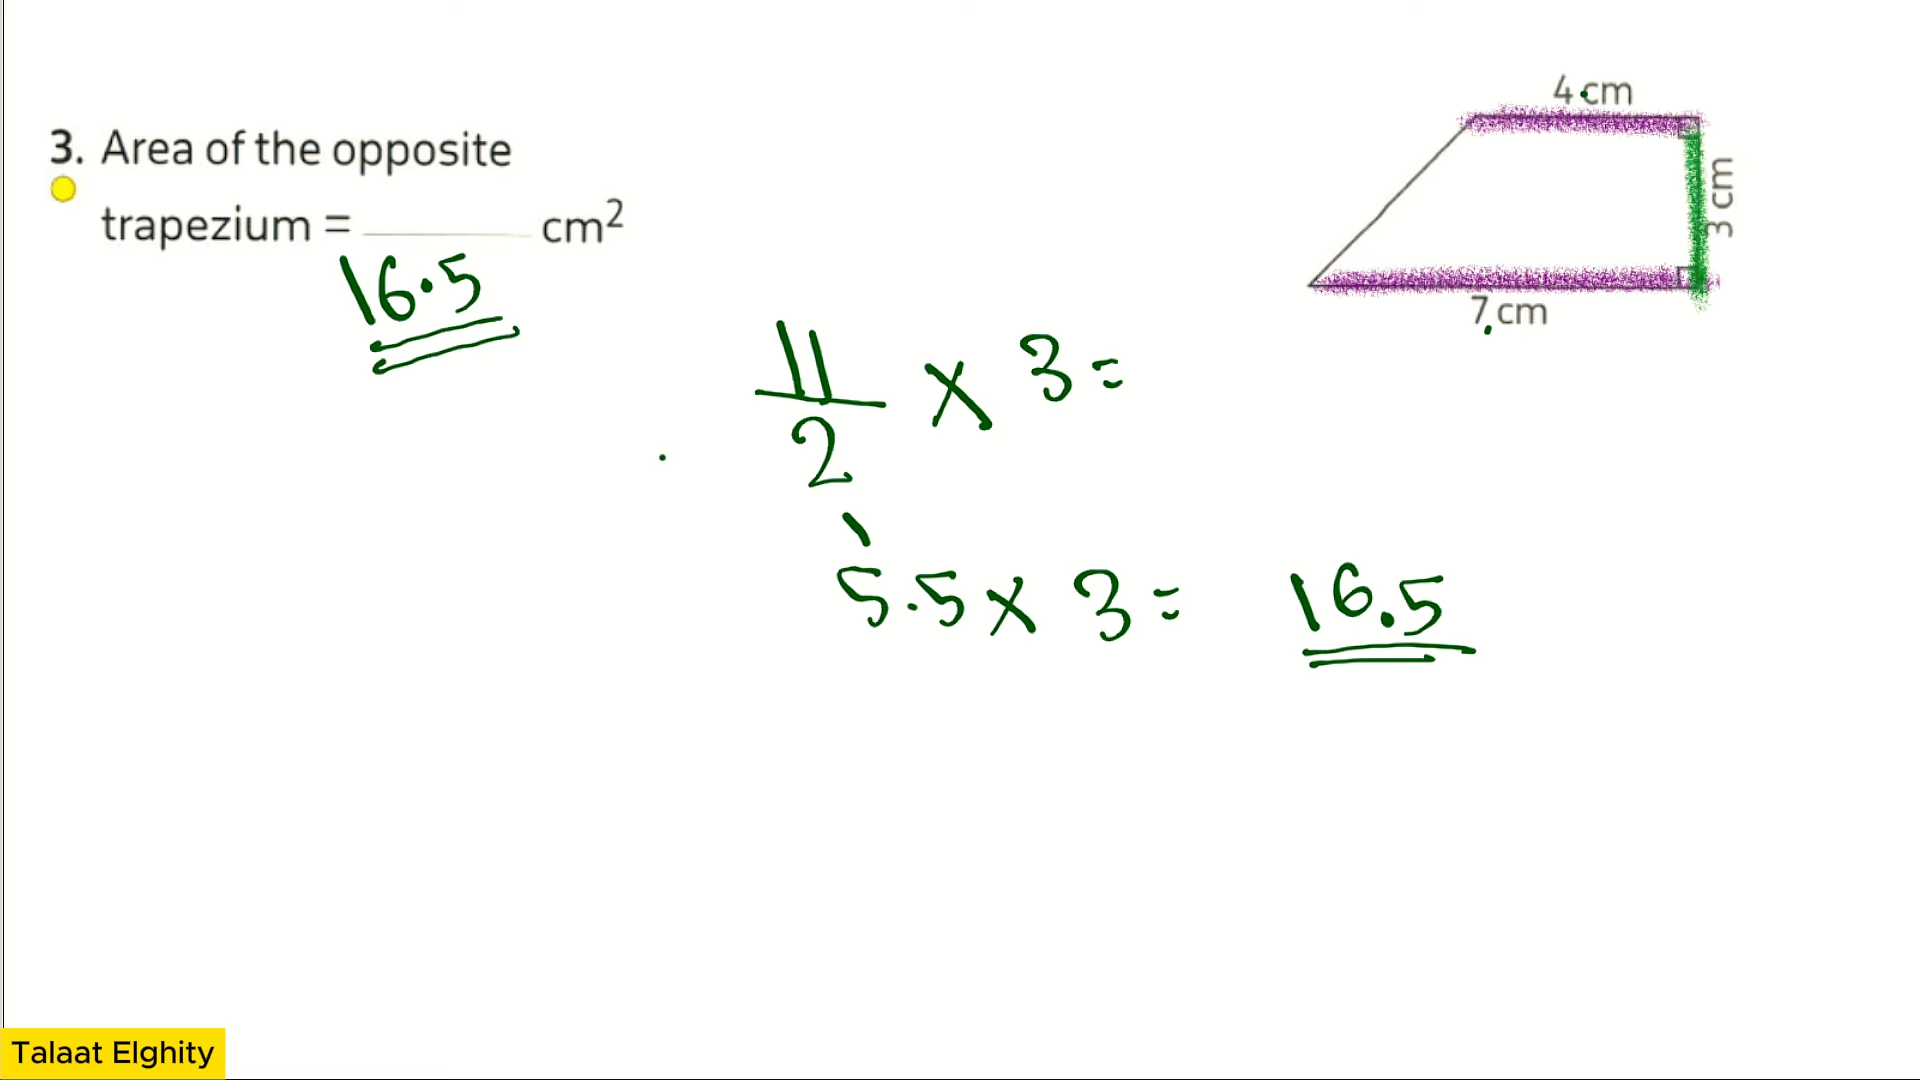 3. Area of the opposite
trapezium = ________ cm²
16.5
4 cm
3 cm
7 cm
11/2 × 3 =
5.5 × 3 = 16.5
Talaat Elghity